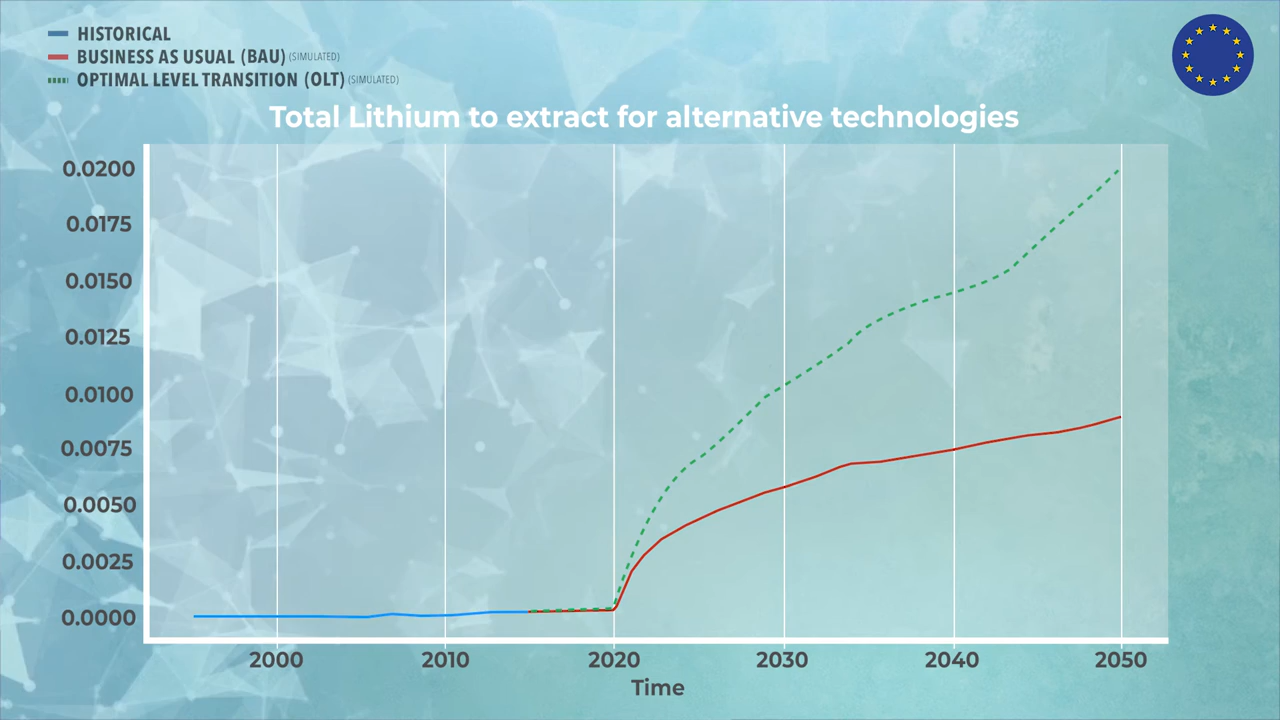 HISTORICAL
BUSINESS AS USUAL (BAU) (SIMULATED)
OPTIMAL LEVEL TRANSITION (OLT) (SIMULATED)
Total Lithium to extract for alternative technologies
0.0200
0.0175
0.0150
0.0125
0.0100
0.0075
0.0050
0.0025
0.0000
2000 2010 2020 2030 2040 2050
Time